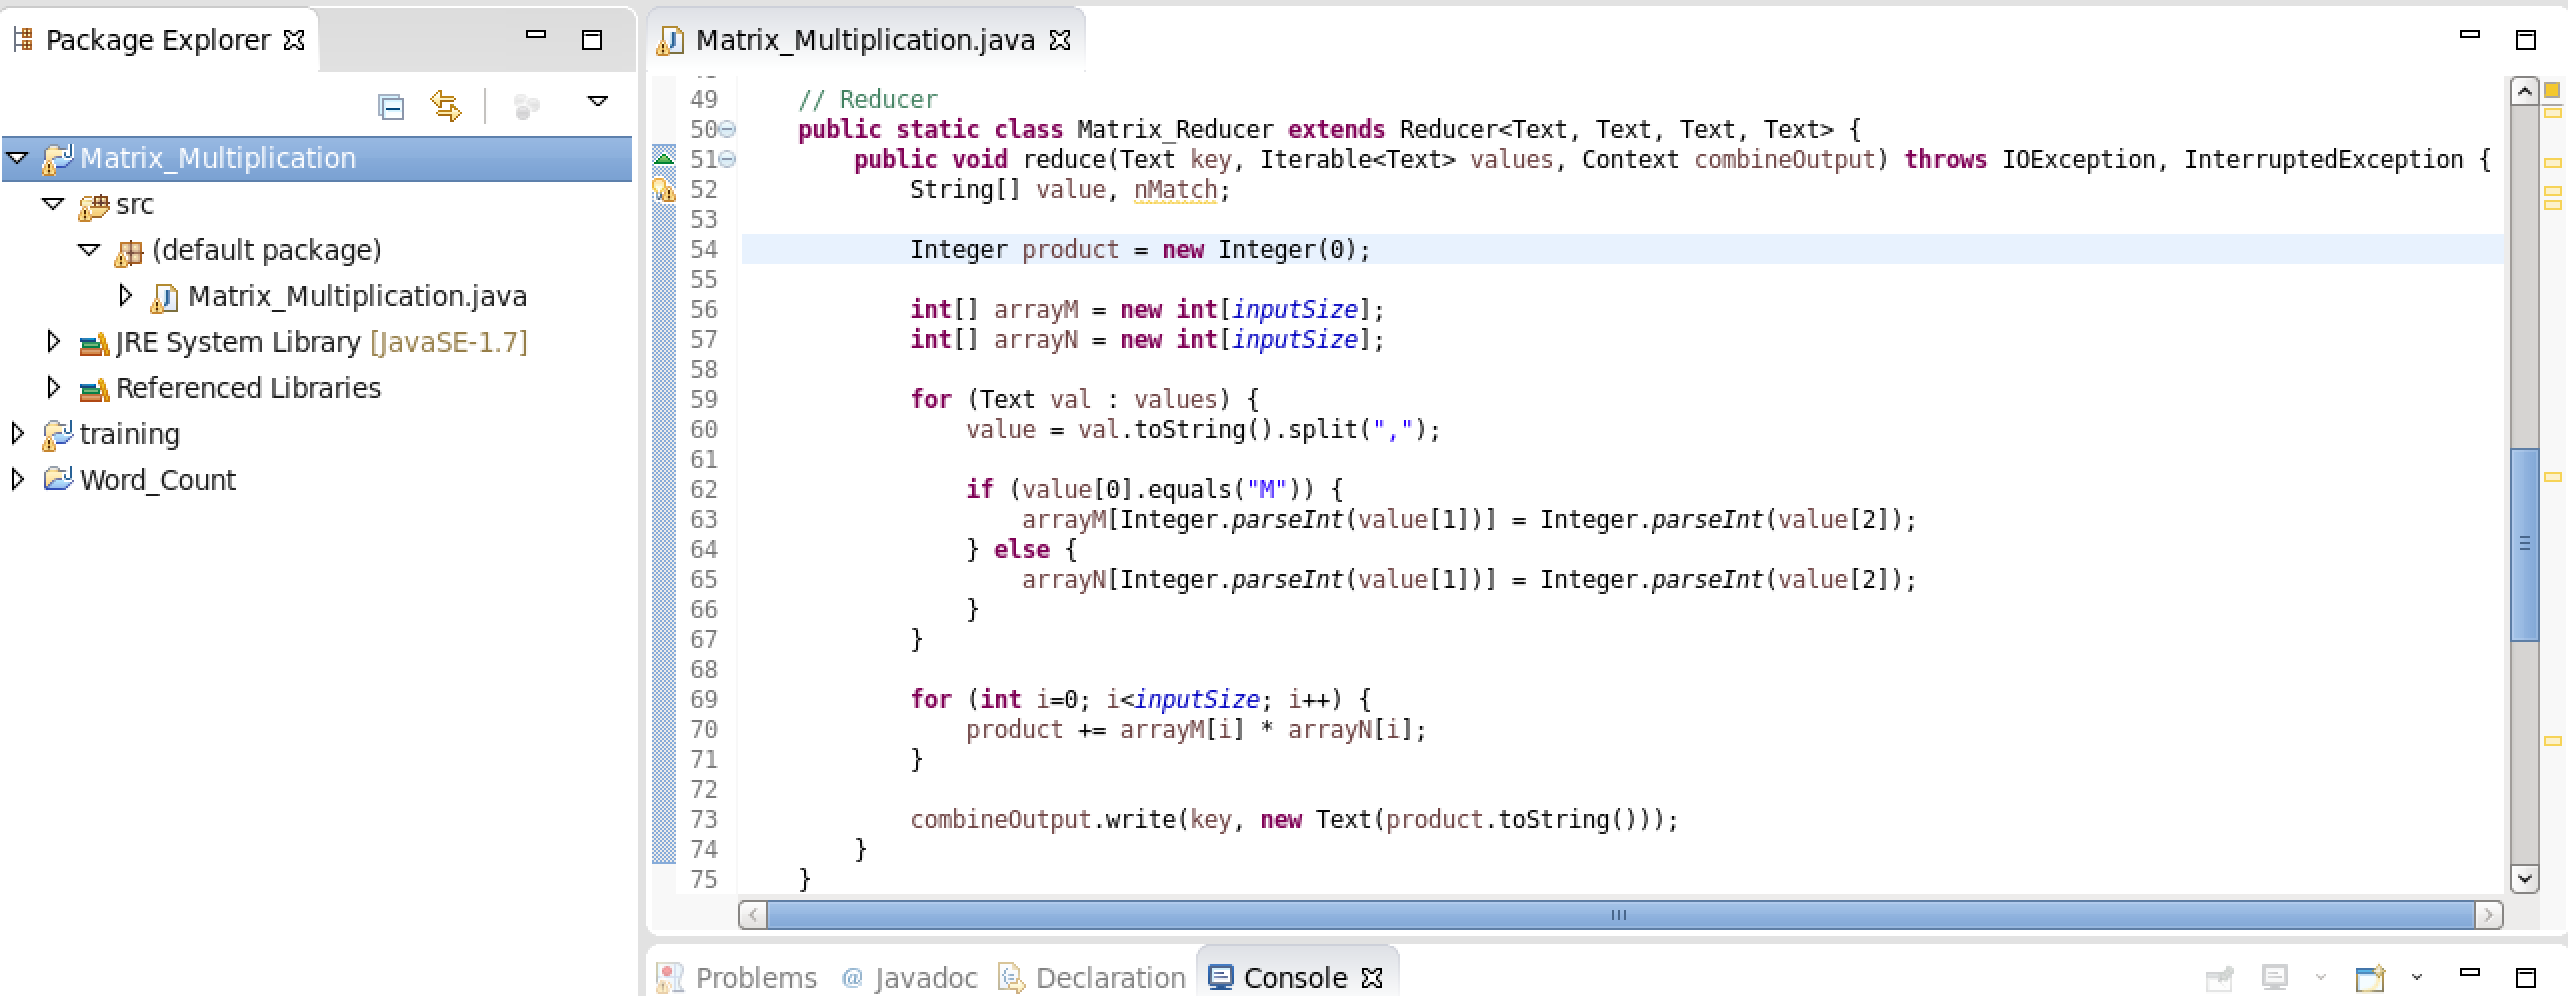 Package Explorer
Matrix_Multiplication
src
(default package)
Matrix_Multiplication.java
JRE System Library [JavaSE-1.7]
Referenced Libraries
training
Word_Count
Matrix_Multiplication.java
49 // Reducer
50 public static class Matrix_Reducer extends Reducer<Text, Text, Text, Text> {
51 public void reduce(Text key, Iterable<Text> values, Context combineOutput) throws IOException, InterruptedException {
52 String[] value, nMatch;
53
54 Integer product = new Integer(0);
55
56 int[] arrayM = new int[inputSize];
57 int[] arrayN = new int[inputSize];
58
59 for (Text val : values) {
60 value = val.toString().split(",");
61
62 if (value[0].equals("M")) {
63 arrayM[Integer.parseInt(value[1])] = Integer.parseInt(value[2]);
64 } else {
65 arrayN[Integer.parseInt(value[1])] = Integer.parseInt(value[2]);
66 }
67 }
68
69 for (int i=0; i<inputSize; i++) {
70 product += arrayM[i] * arrayN[i];
71 }
72
73 combineOutput.write(key, new Text(product.toString()));
74 }
75 }
Problems @ Javadoc Declaration Console